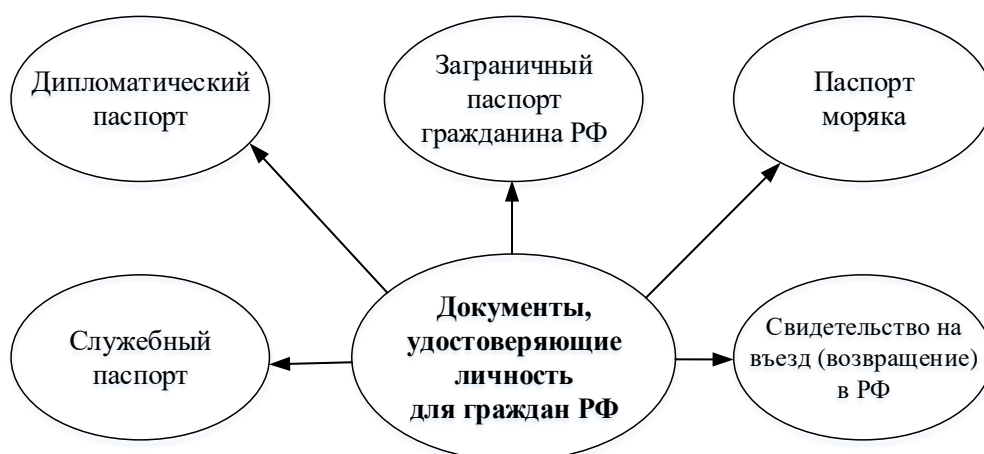 Дипломатический
паспорт
Заграничный
паспорт
гражданина РФ
Паспорт
моряка
Служебный
паспорт
Документы,
удостоверяющие
личность
для граждан РФ
Свидетельство на
въезд (возвращение)
в РФ